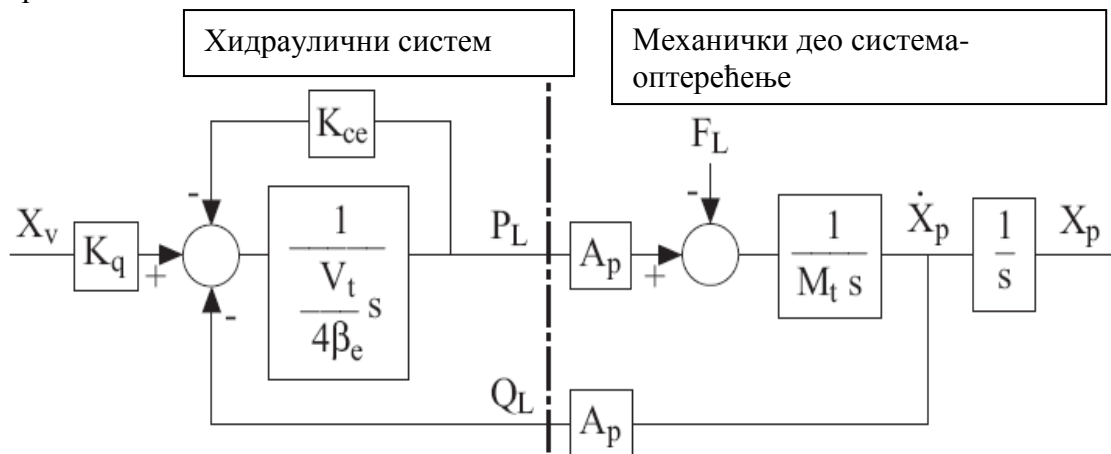 Хидраулични систем
Механички део система-
оптерећење
K_ce
F_L
-
-
X_v
K_q
+
1
V_t
4β_e
s
P_L
A_p
+
1
M_t s
Ẋ_p
1
s
X_p
-
Q_L
A_p